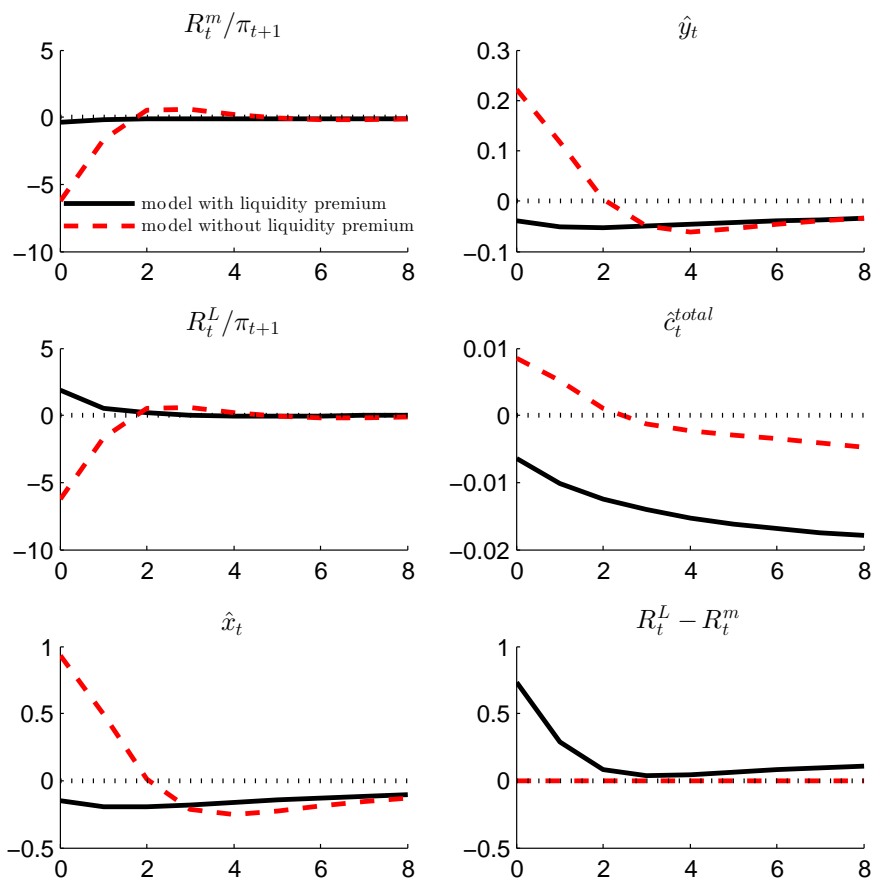 R_t^m/π_{t+1}
5
0
−5
−10
model with liquidity premium
model without liquidity premium
0 2 4 6 8
ŷ_t
0.3
0.2
0.1
0
−0.1
0 2 4 6 8
R_t^L/π_{t+1}
5
0
−5
−10
0 2 4 6 8
ĉ_t^{total}
0.01
0
−0.01
−0.02
0 2 4 6 8
x̂_t
1
0.5
0
−0.5
0 2 4 6 8
R_t^L − R_t^m
1
0.5
0
−0.5
0 2 4 6 8